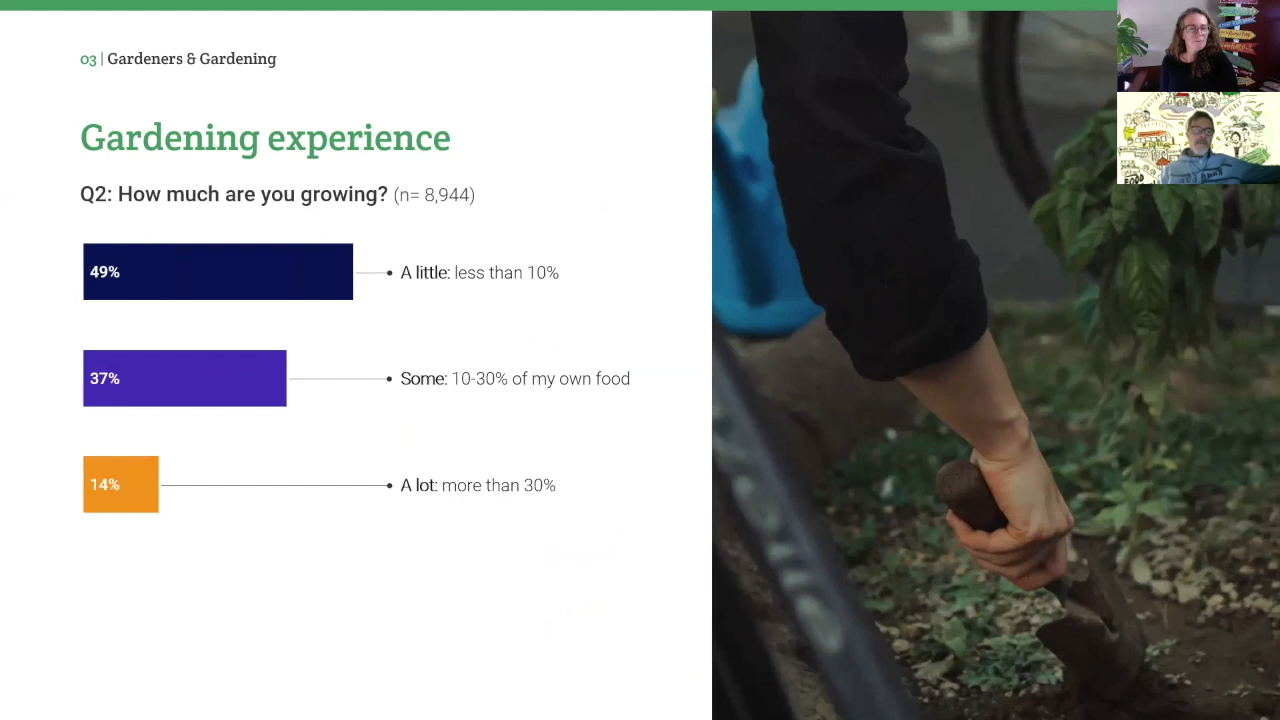 03 | Gardeners & Gardening
Gardening experience
Q2: How much are you growing? (n= 8,944)
49%
A little: less than 10%
37%
Some: 10-30% of my own food
14%
A lot: more than 30%
FOOD